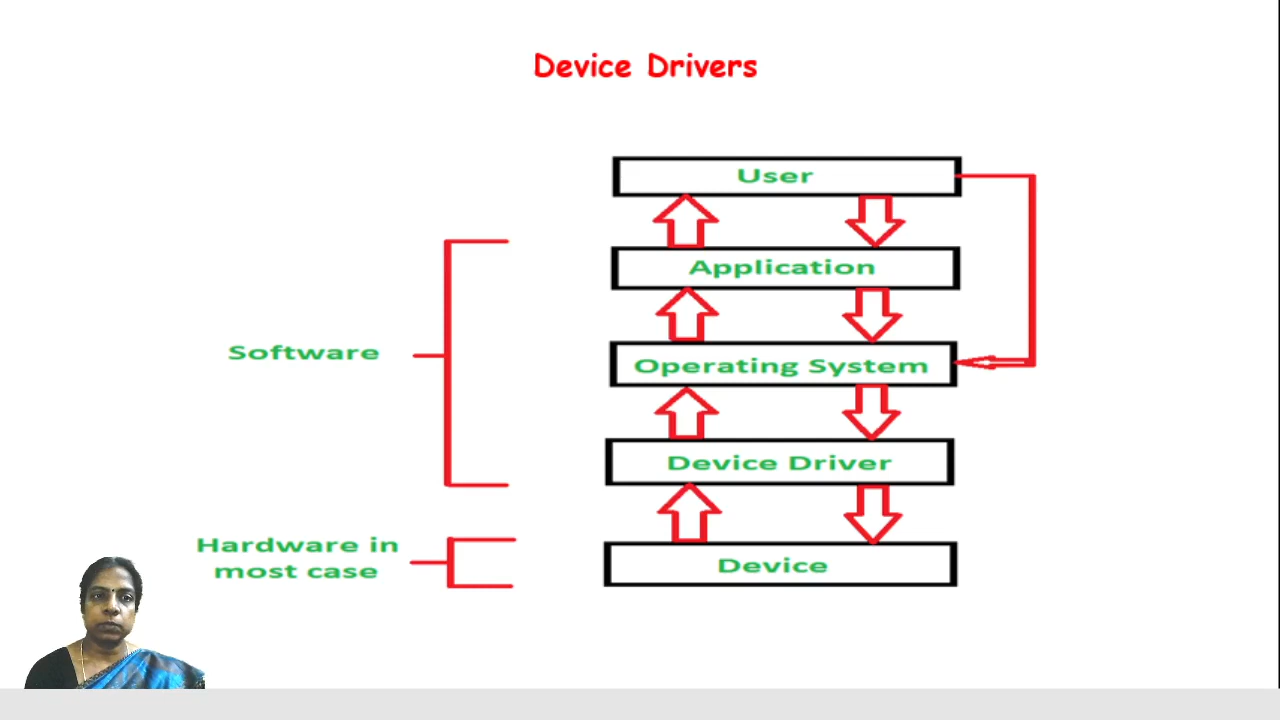 Device Drivers
User
Application
Software
Operating System
Device Driver
Hardware in
most case
Device